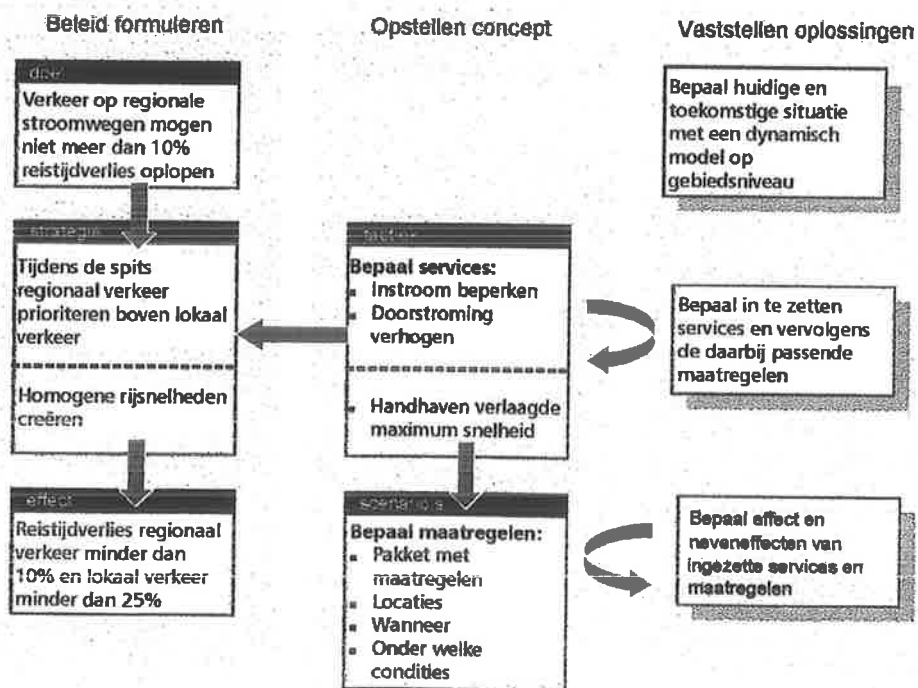 Beleid formuleren
Opstellen concept
Vaststellen oplossingen
doel
Verkeer op regionale
stroomwegen mogen
niet meer dan 10%
reistijdverlies oplopen
strategie
Tijdens de spits
regionaal verkeer
prioriteren boven lokaal
verkeer
Homogene rijsnelheden
creëren
effect
Reistijdverlies regionaal
verkeer minder dan
10% en lokaal verkeer
minder dan 25%
Bepaal services:
Instroom beperken
Doorstroming
verhogen
Handhaven verlaagde
maximum snelheid
scenario's
Bepaal maatregelen:
Pakket met
maatregelen
Locaties
Wanneer
Onder welke
condities
Bepaal huidige en
toekomstige situatie
met een dynamisch
model op
gebiedsniveau
Bepaal in te zetten
services en vervolgens
de daarbij passende
maatregelen
Bepaal effect en
neveneffecten van
ingezette services en
maatregelen